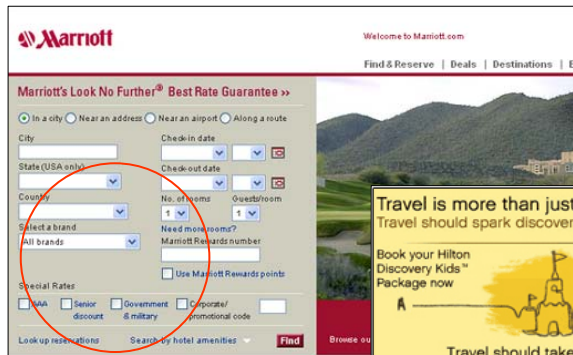 Marriott
Welcome to Marriott.com
Find & Reserve | Deals | Destinations |
Marriott's Look No Further® Best Rate Guarantee »
In a city Near an address Near an airport Along a route
City Check-in date
State (USA only) Check-out date
Country No. of rooms Guests/room
1 1
Select a brand Need more rooms?
All brands Marriott Rewards number
Use Marriott Rewards points
Special Rates
AAA Senior discount Government & military Corporate/ promotional code
Look up reservations Search by hotel amenities Find
Browse ou
Travel is more than just
Travel should spark discover
Book your Hilton
Discovery Kids™
Package now
A
Travel should take